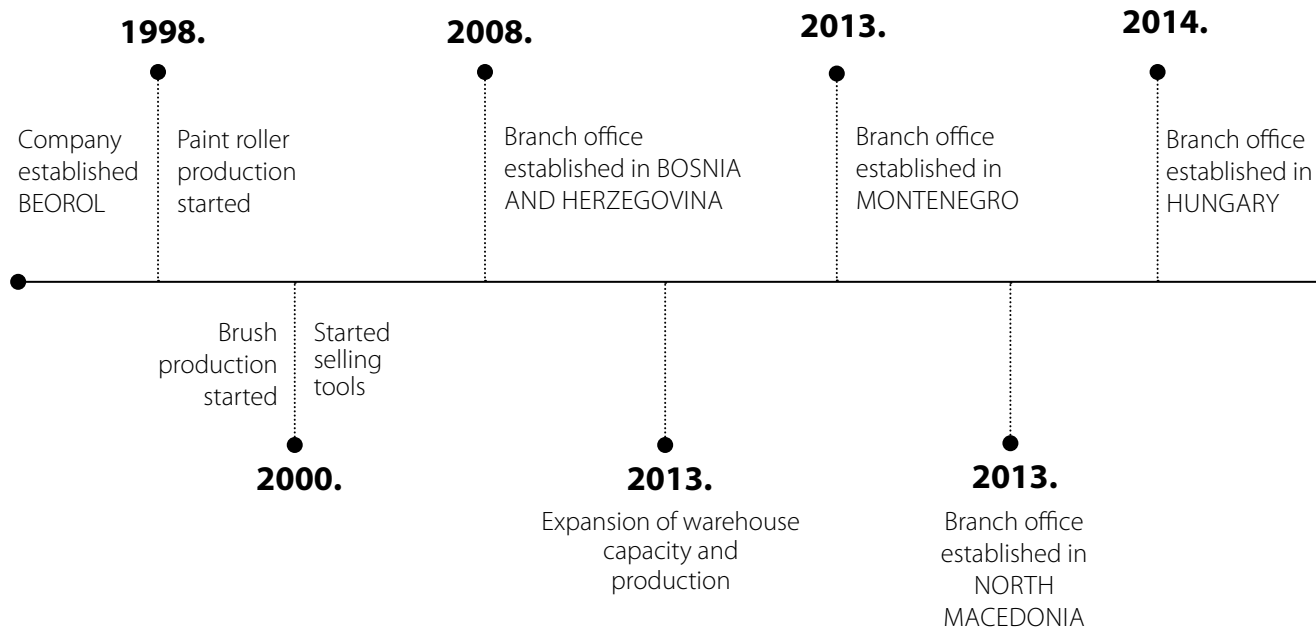 1998.
Company
established
BEOROL
Paint roller
production
started
2008.
Branch office
established in BOSNIA
AND HERZEGOVINA
2013.
Branch office
established in
MONTENEGRO
2014.
Branch office
established in
HUNGARY
Brush
production
started
Started
selling
tools
2000.
2013.
Expansion of warehouse
capacity and
production
2013.
Branch office
established in
NORTH
MACEDONIA